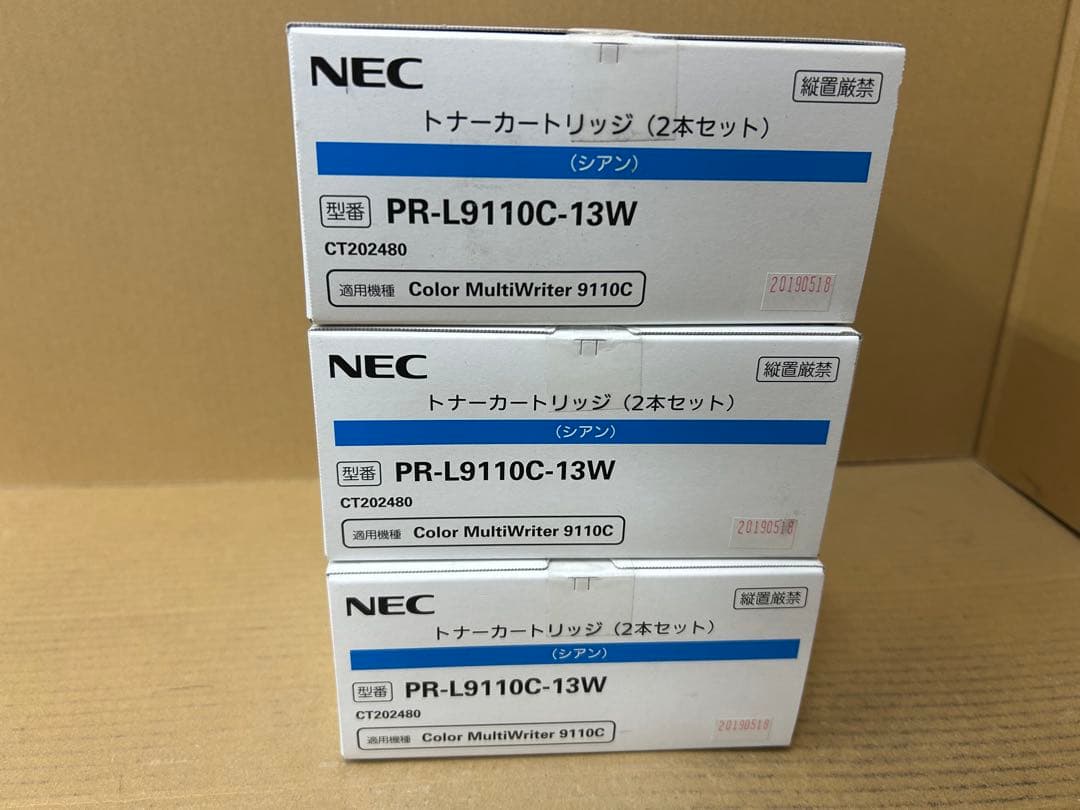 NEC
縦置厳禁
トナーカートリッジ（2本セット）
（シアン）
型番 PR-L9110C-13W
CT202480
適用機種 Color MultiWriter 9110C
20190518
NEC
縦置厳禁
トナーカートリッジ（2本セット）
（シアン）
型番 PR-L9110C-13W
CT202480
適用機種 Color MultiWriter 9110C
20190518
NEC
縦置厳禁
トナーカートリッジ（2本セット）
（シアン）
型番 PR-L9110C-13W
CT202480
適用機種 Color MultiWriter 9110C
20190518